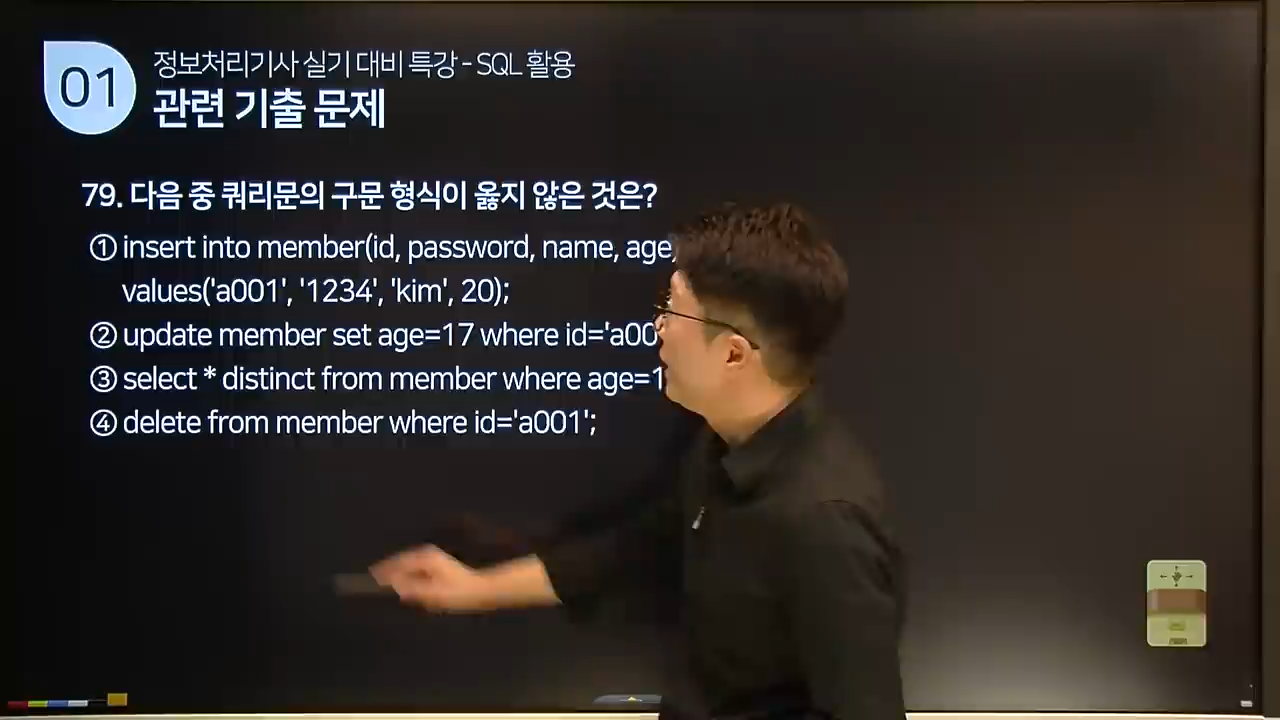 01
정보처리기사 실기 대비 특강 - SQL 활용
관련 기출 문제
79. 다음 중 쿼리문의 구문 형식이 옳지 않은 것은?
① insert into member(id, password, name, age
values('a001', '1234', 'kim', 20);
② update member set age=17 where id='a00
③ select * distinct from member where age=1
④ delete from member where id='a001';